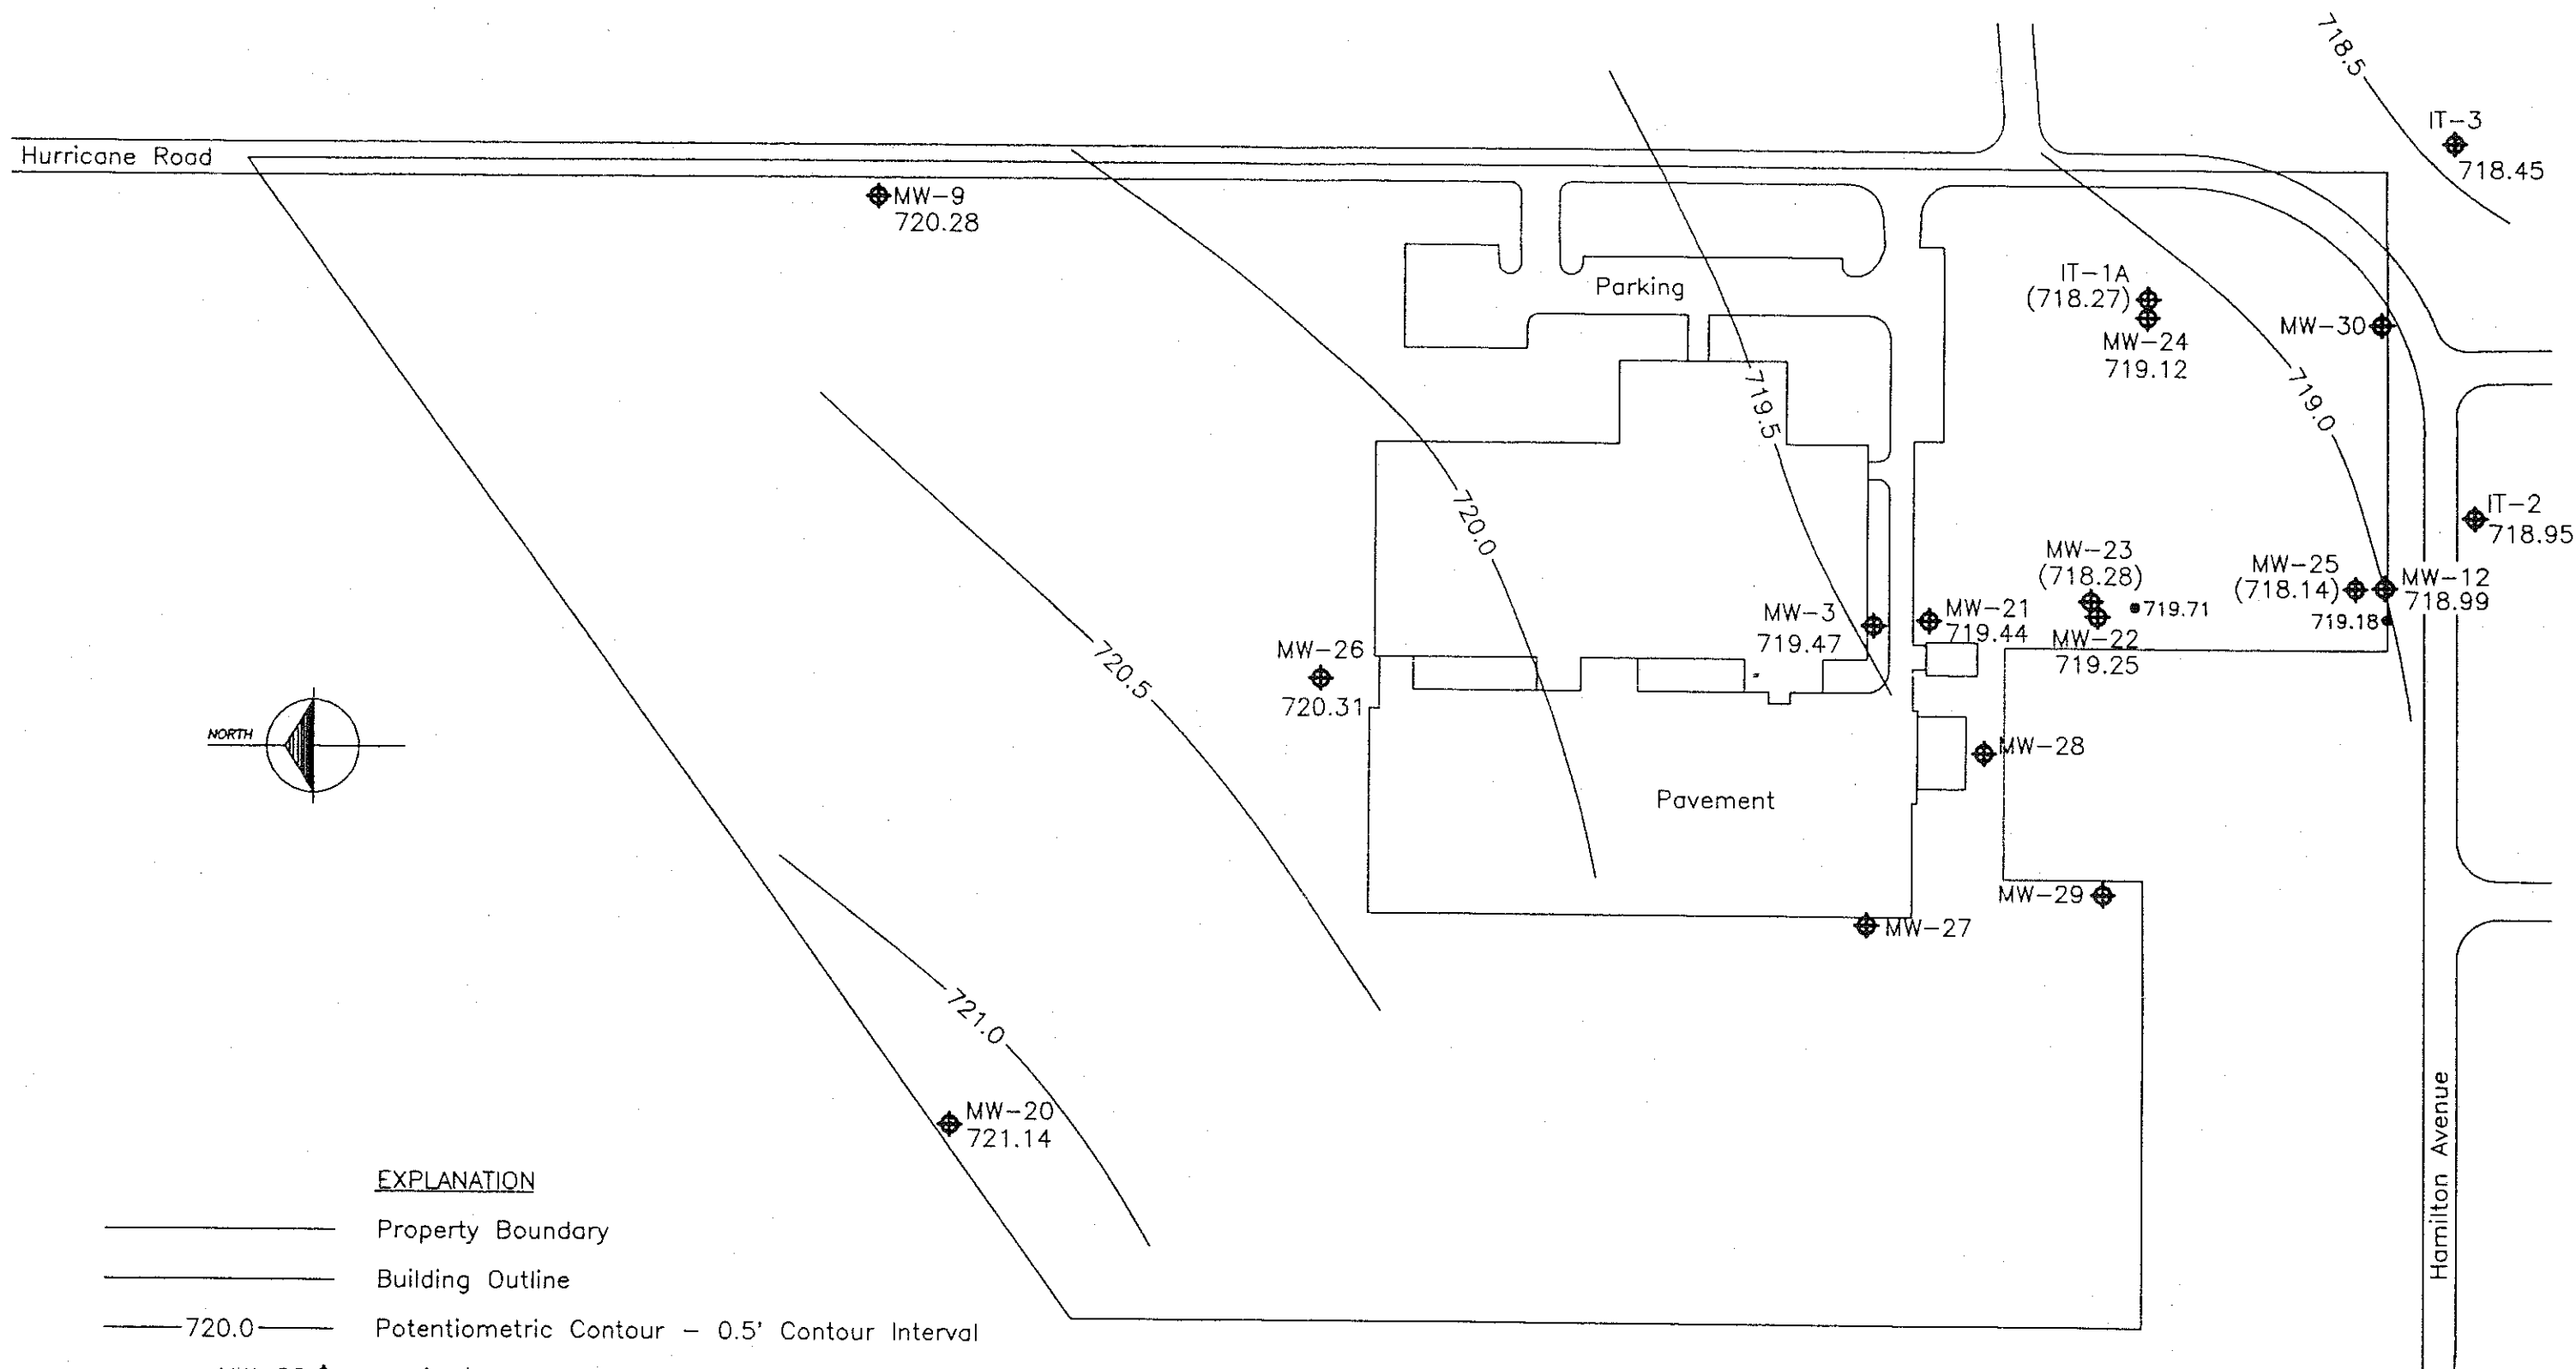 718.5
IT-3
718.45
Hurricane Road
MW-9
720.28
Parking
IT-1A
(718.27)
MW-24
719.12
MW-30
719.5
719.0
720.0
IT-2
718.95
MW-23
(718.28)
719.71
MW-22
719.25
MW-25
(718.14)
MW-12
718.99
719.18
MW-3
719.47
MW-21
719.44
MW-26
720.31
720.5
NORTH
MW-28
Pavement
MW-29
MW-27
721.0
MW-20
721.14
Hamilton Avenue
EXPLANATION
Property Boundary
Building Outline
720.0 Potentiometric Contour - 0.5' Contour Interval